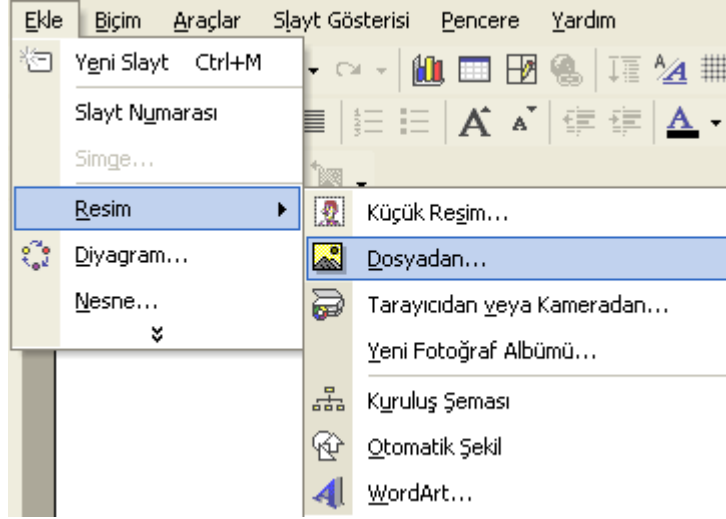 Ekle Biçim Araçlar Slayt Gösterisi Pencere Yardım
Yeni Slayt Ctrl+M
Slayt Numarası
Simge...
Resim
Diyagram...
Nesne...
Küçük Resim...
Dosyadan...
Tarayıcıdan veya Kameradan...
Yeni Fotoğraf Albümü...
Kuruluş Şeması
Otomatik Şekil
WordArt...